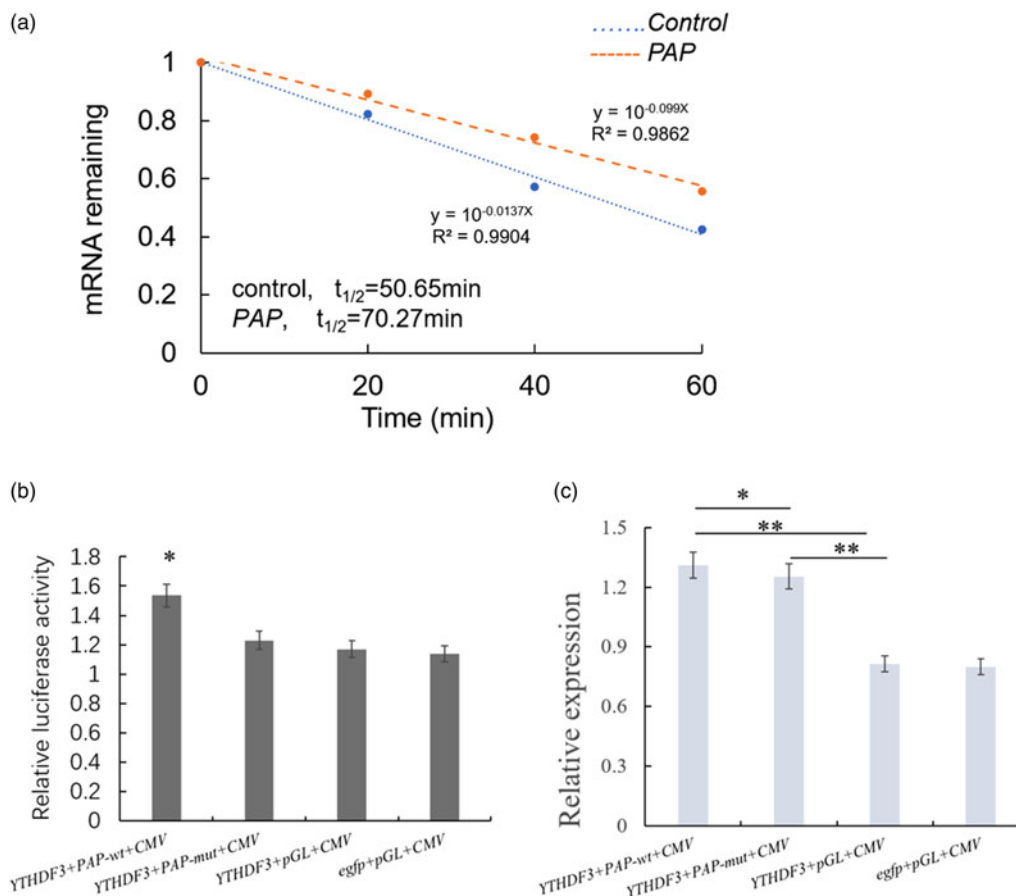 (a)
Control
PAP
1
0.8
0.6
0.4
0.2
0
mRNA remaining
y = 10^-0.099X
R² = 0.9862
y = 10^-0.0137X
R² = 0.9904
control, t1/2=50.65min
PAP, t1/2=70.27min
0 20 40 60
Time (min)
(b)
Relative luciferase activity
1.8
1.6
1.4
1.2
1
0.8
0.6
0.4
0.2
0
*
YTHDF3+PAP-wt+CMV
YTHDF3+PAP-mut+CMV
YTHDF3+pGL+CMV
egfp+pGL+CMV
(c)
Relative expression
1.5
1.2
0.9
0.6
0.3
0
*
**
**
YTHDF3+PAP-wt+CMV
YTHDF3+PAP-mut+CMV
YTHDF3+pGL+CMV
egfp+pGL+CMV